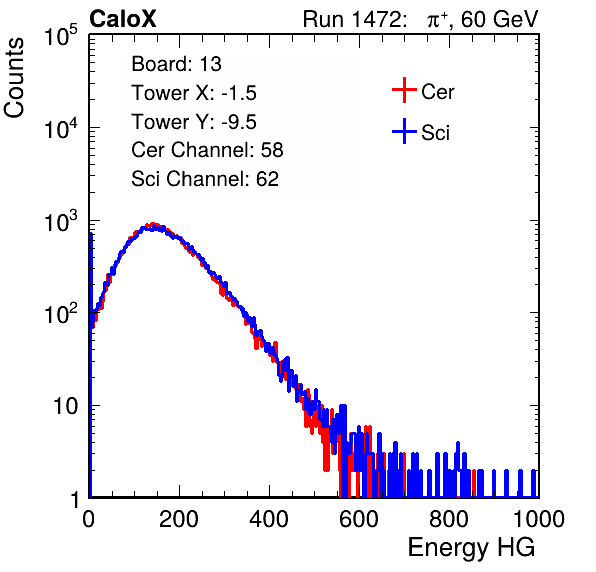 CaloX Run 1472: π⁺, 60 GeV
Counts
10⁵
10⁴
10³
10²
10
1
Board: 13
Tower X: -1.5
Tower Y: -9.5
Cer Channel: 58
Sci Channel: 62
Cer
Sci
0 200 400 600 800 1000
Energy HG